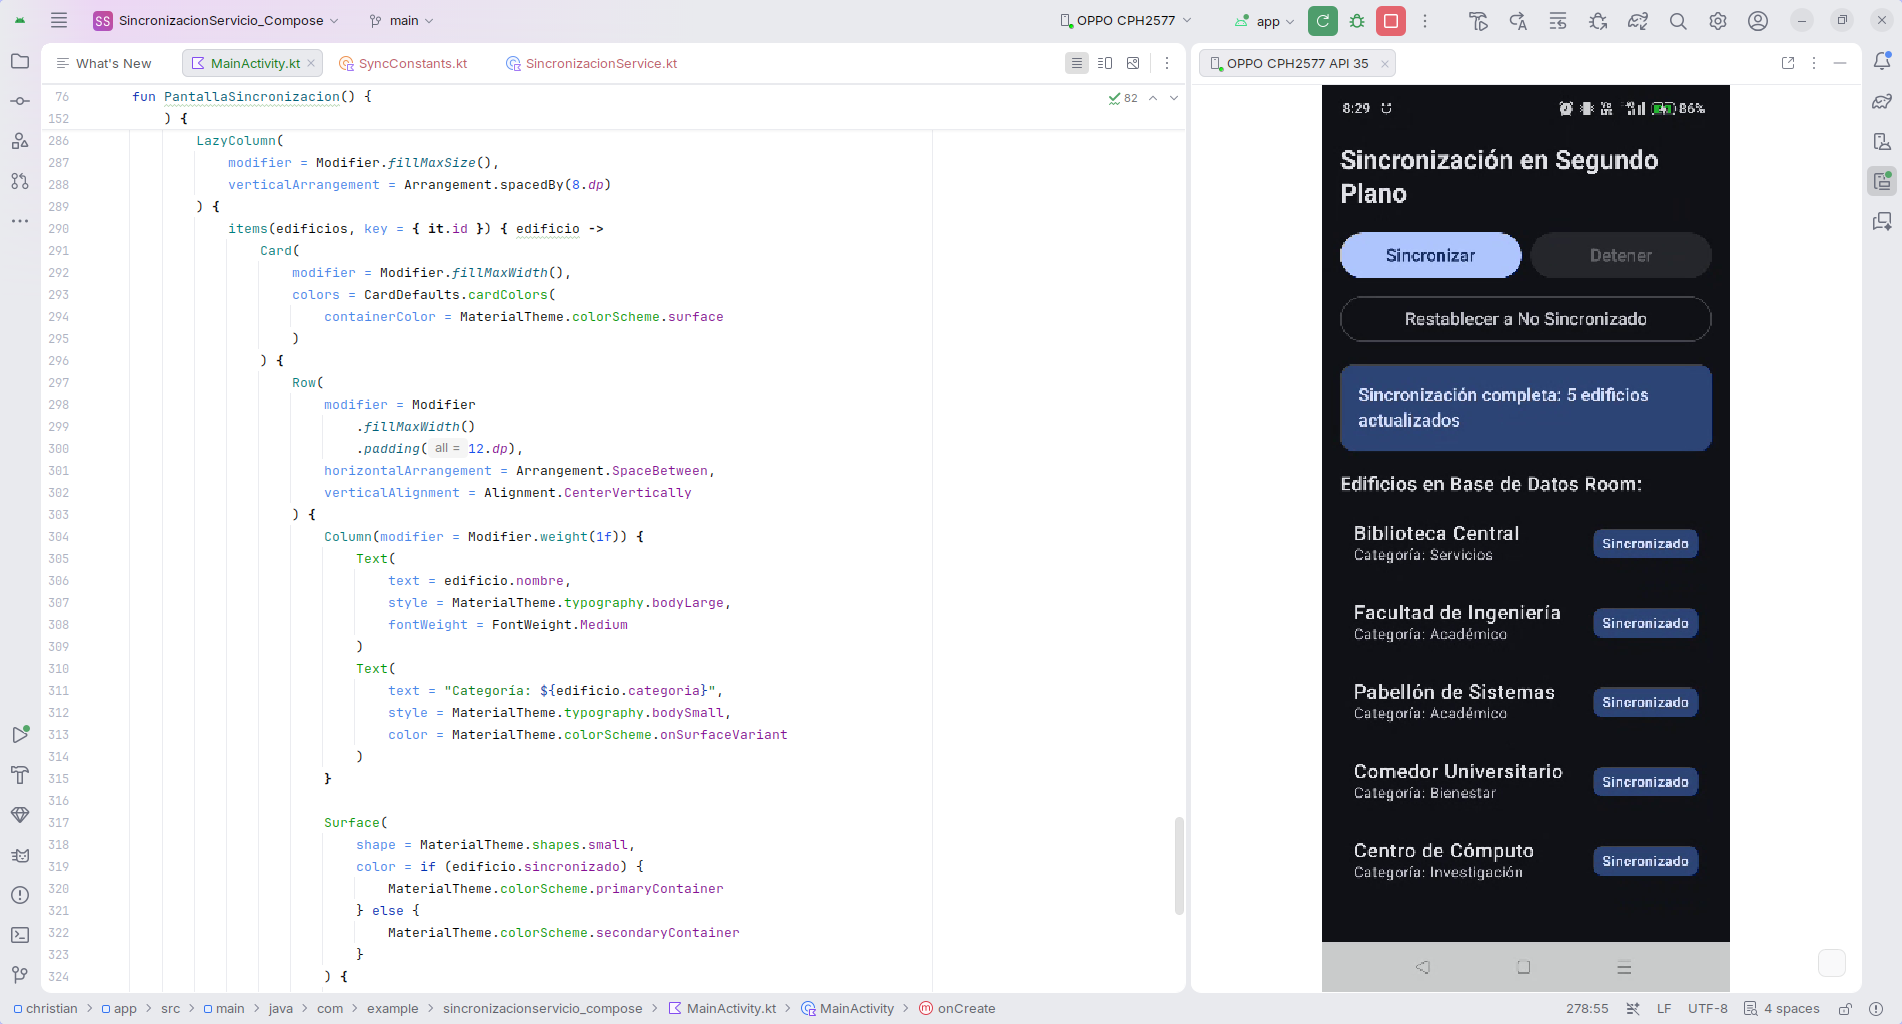 SS SincronizacionServicio_Compose main OPPO CPH2577 app
What's New MainActivity.kt SyncConstants.kt SincronizacionService.kt
76 fun PantallaSincronizacion() { 82
152 ) {
286 LazyColumn(
287 modifier = Modifier.fillMaxSize(),
288 verticalArrangement = Arrangement.spacedBy(8.dp)
289 ) {
290 items(edificios, key = { it.id }) { edificio ->
291 Card(
292 modifier = Modifier.fillMaxWidth(),
293 colors = CardDefaults.cardColors(
294 containerColor = MaterialTheme.colorScheme.surface
295 )
296 ) {
297 Row(
298 modifier = Modifier
299 .fillMaxWidth()
300 .padding( all = 12.dp),
301 horizontalArrangement = Arrangement.SpaceBetween,
302 verticalAlignment = Alignment.CenterVertically
303 ) {
304 Column(modifier = Modifier.weight(1f)) {
305 Text(
306 text = edificio.nombre,
307 style = MaterialTheme.typography.bodyLarge,
308 fontWeight = FontWeight.Medium
309 )
310 Text(
311 text = "Categoría: ${edificio.categoria}",
312 style = MaterialTheme.typography.bodySmall,
313 color = MaterialTheme.colorScheme.onSurfaceVariant
314 )
315 }
316
317 Surface(
318 shape = MaterialTheme.shapes.small,
319 color = if (edificio.sincronizado) {
320 MaterialTheme.colorScheme.primaryContainer
321 } else {
322 MaterialTheme.colorScheme.secondaryContainer
323 }
324 ) {
OPPO CPH2577 API 35
8:29 86%
Sincronización en Segundo
Plano
Sincronizar Detener
Restablecer a No Sincronizado
Sincronización completa: 5 edificios
actualizados
Edificios en Base de Datos Room:
Biblioteca Central
Categoría: Servicios
Sincronizado
Facultad de Ingeniería
Categoría: Académico
Sincronizado
Pabellón de Sistemas
Categoría: Académico
Sincronizado
Comedor Universitario
Categoría: Bienestar
Sincronizado
Centro de Cómputo
Categoría: Investigación
Sincronizado
christian > app > src > main > java > com > example > sincronizacionservicio_compose > MainActivity.kt > MainActivity > onCreate 278:55 LF UTF-8 4 spaces